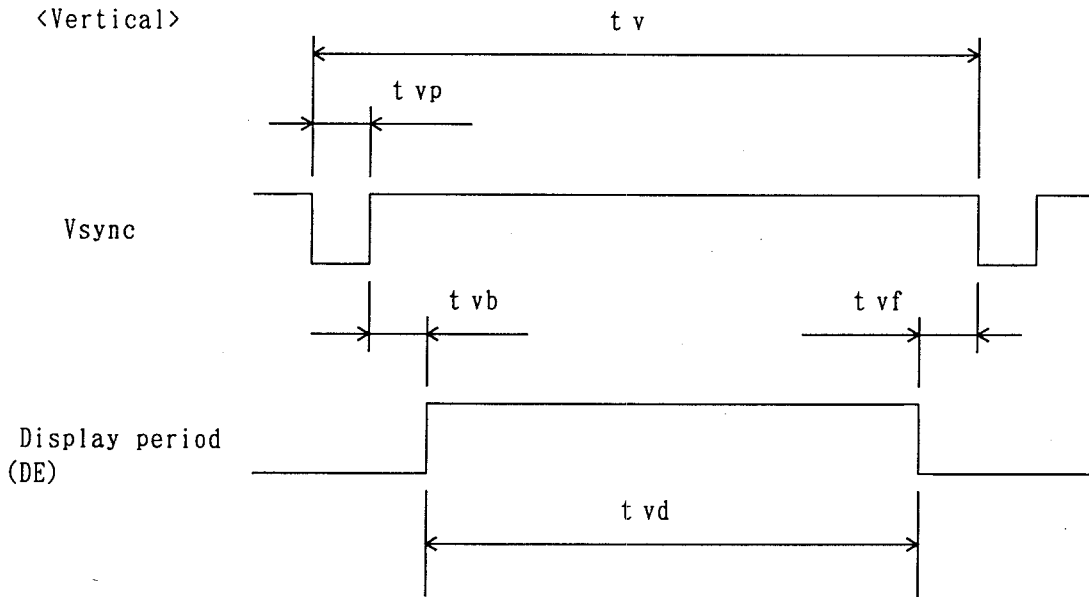 <Vertical>
t v
t vp
Vsync
t vb
t vf
Display period
(DE)
t vd